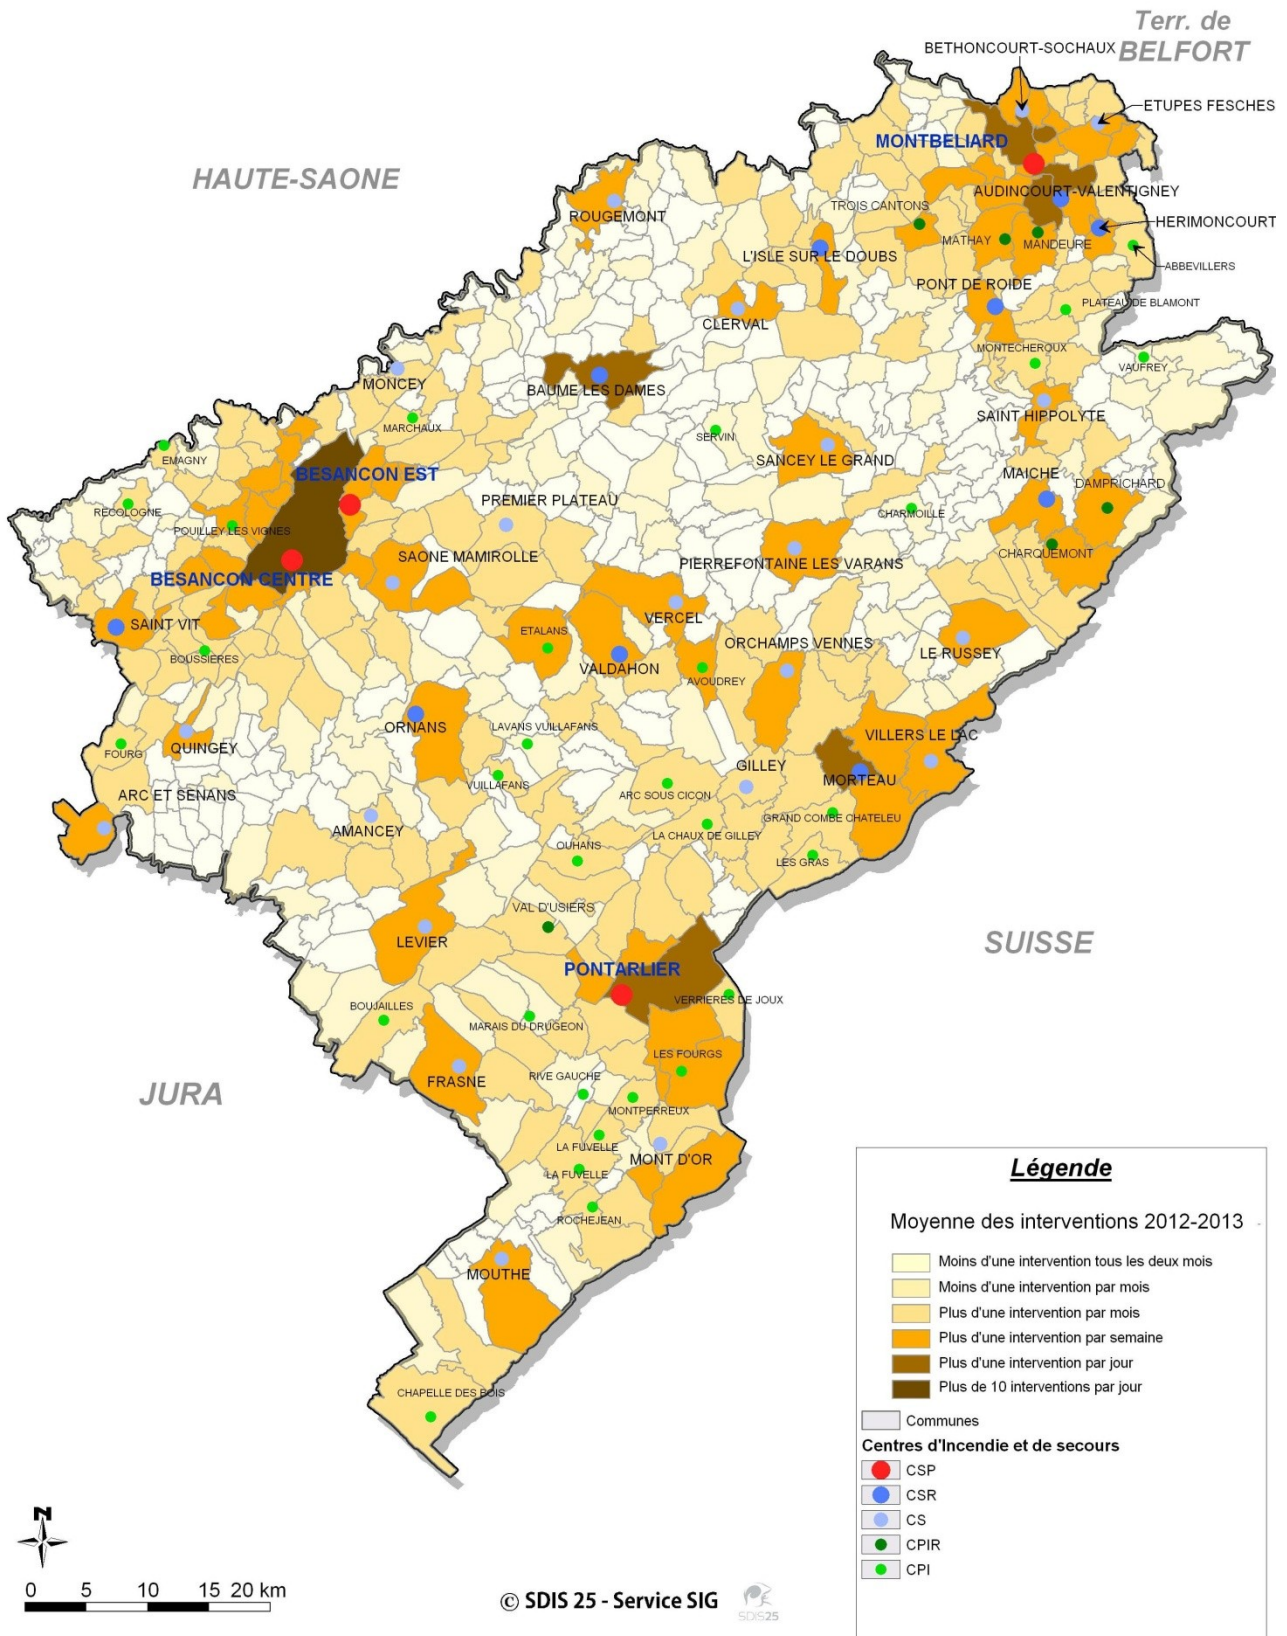 Terr. de
BELFORT
BETHONCOURT-SOCHAUX
ETUPES FESCHES
MONTBELIARD
HAUTE-SAONE
AUDINCOURT-VALENTIGNEY
ROUGEMONT
TROIS CANTONS
HERIMONCOURT
MATHAY
MANDEURE
L'ISLE SUR LE DOUBS
ABBEVILLERS
PONT DE ROIDE
PLATEAU DE BLAMONT
CLERVAL
MONTECHEROUX
VAUFREY
MONCEY
BAUME LES DAMES
SAINT HIPPOLYTE
MARCHAUX
SERVIN
EMAGNY
SANCEY LE GRAND
BESANCON EST
MAICHE
DAMPRICHARD
PREMIER PLATEAU
RECOLOGNE
CHARMOILLE
POUILLEY LES VIGNES
SAONE MAMIROLLE
PIERREFONTAINE LES VARANS
CHARQUEMONT
BESANCON CENTRE
VERCEL
SAINT VIT
ETALANS
ORCHAMPS VENNES
LE RUSSEY
BOUSSIERES
VALDAHON
AVOUDREY
ORNANS
LAVANS VUILLAFANS
VILLERS LE LAC
FOURG
QUINGEY
GILLEY
MORTEAU
VUILLAFANS
ARC SOUS CICON
ARC ET SENANS
GRAND COMBE CHATELEU
AMANCEY
LA CHAUX DE GILLEY
OUHANS
LES GRAS
VAL D'USIERS
LEVIER
SUISSE
PONTARLIER
VERRIERES DE JOUX
BOUJAILLES
MARAIS DU DRUGEON
LES FOURGS
RIVE GAUCHE
FRASNE
JURA
MONTPERREUX
LA FUVELLE
MONT D'OR
LA FUVELLE
ROCHEJEAN
MOUTHE
CHAPELLE DES BOIS
Légende
Moyenne des interventions 2012-2013
Moins d'une intervention tous les deux mois
Moins d'une intervention par mois
Plus d'une intervention par mois
Plus d'une intervention par semaine
Plus d'une intervention par jour
Plus de 10 interventions par jour
Communes
Centres d'Incendie et de secours
CSP
CSR
CS
CPIR
CPI
N
0 5 10 15 20 km
© SDIS 25 - Service SIG
SDIS25